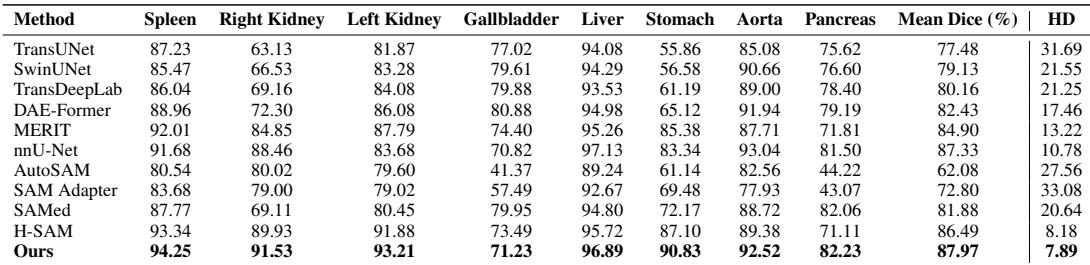 Method Spleen Right Kidney Left Kidney Gallbladder Liver Stomach Aorta Pancreas Mean Dice (%) HD
TransUNet 87.23 63.13 81.87 77.02 94.08 55.86 85.08 75.62 77.48 31.69
SwinUNet 85.47 66.53 83.28 79.61 94.29 56.58 90.66 76.60 79.13 21.55
TransDeepLab 86.04 69.16 84.08 79.88 93.53 61.19 89.00 78.40 80.16 21.25
DAE-Former 88.96 72.30 86.08 80.88 94.98 65.12 91.94 79.19 82.43 17.46
MERIT 92.01 84.85 87.79 74.40 95.26 85.38 87.71 71.81 84.90 13.22
nnU-Net 91.68 88.46 83.68 70.82 97.13 83.34 93.04 81.50 87.33 10.78
AutoSAM 80.54 80.02 79.60 41.37 89.24 61.14 82.56 44.22 62.08 27.56
SAM Adapter 83.68 79.00 79.02 57.49 92.67 69.48 77.93 43.07 72.80 33.08
SAMed 87.77 69.11 80.45 79.95 94.80 72.17 88.72 82.06 81.88 20.64
H-SAM 93.34 89.93 91.88 73.49 95.72 87.10 89.38 71.11 86.49 8.18
Ours 94.25 91.53 93.21 71.23 96.89 90.83 92.52 82.23 87.97 7.89